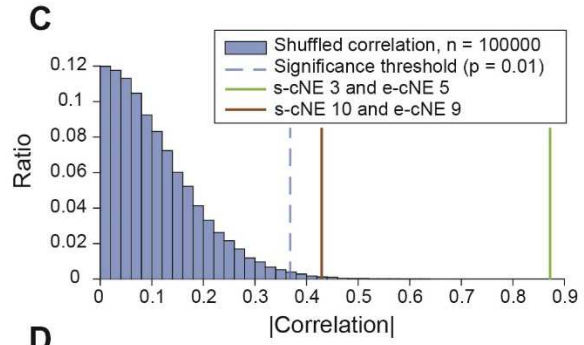 C
Shuffled correlation, n = 100000
Significance threshold (p = 0.01)
s-cNE 3 and e-cNE 5
s-cNE 10 and e-cNE 9
0.12
0.1
0.08
0.06
0.04
0.02
0
Ratio
0 0.1 0.2 0.3 0.4 0.5 0.6 0.7 0.8 0.9
|Correlation|
D